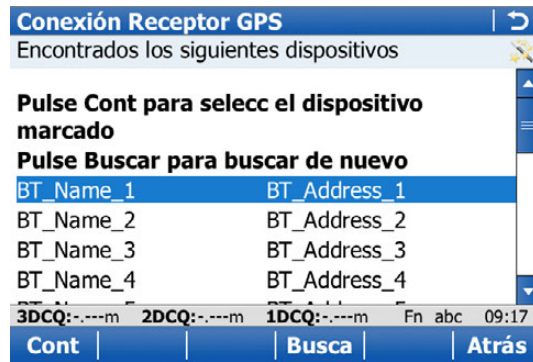 Conexión Receptor GPS
Encontrados los siguientes dispositivos
Pulse Cont para selecc el dispositivo
marcado
Pulse Buscar para buscar de nuevo
BT_Name_1 BT_Address_1
BT_Name_2 BT_Address_2
BT_Name_3 BT_Address_3
BT_Name_4 BT_Address_4
3DCQ:-.---m 2DCQ:-.---m 1DCQ:-.---m Fn abc 09:17
Cont Busca Atrás